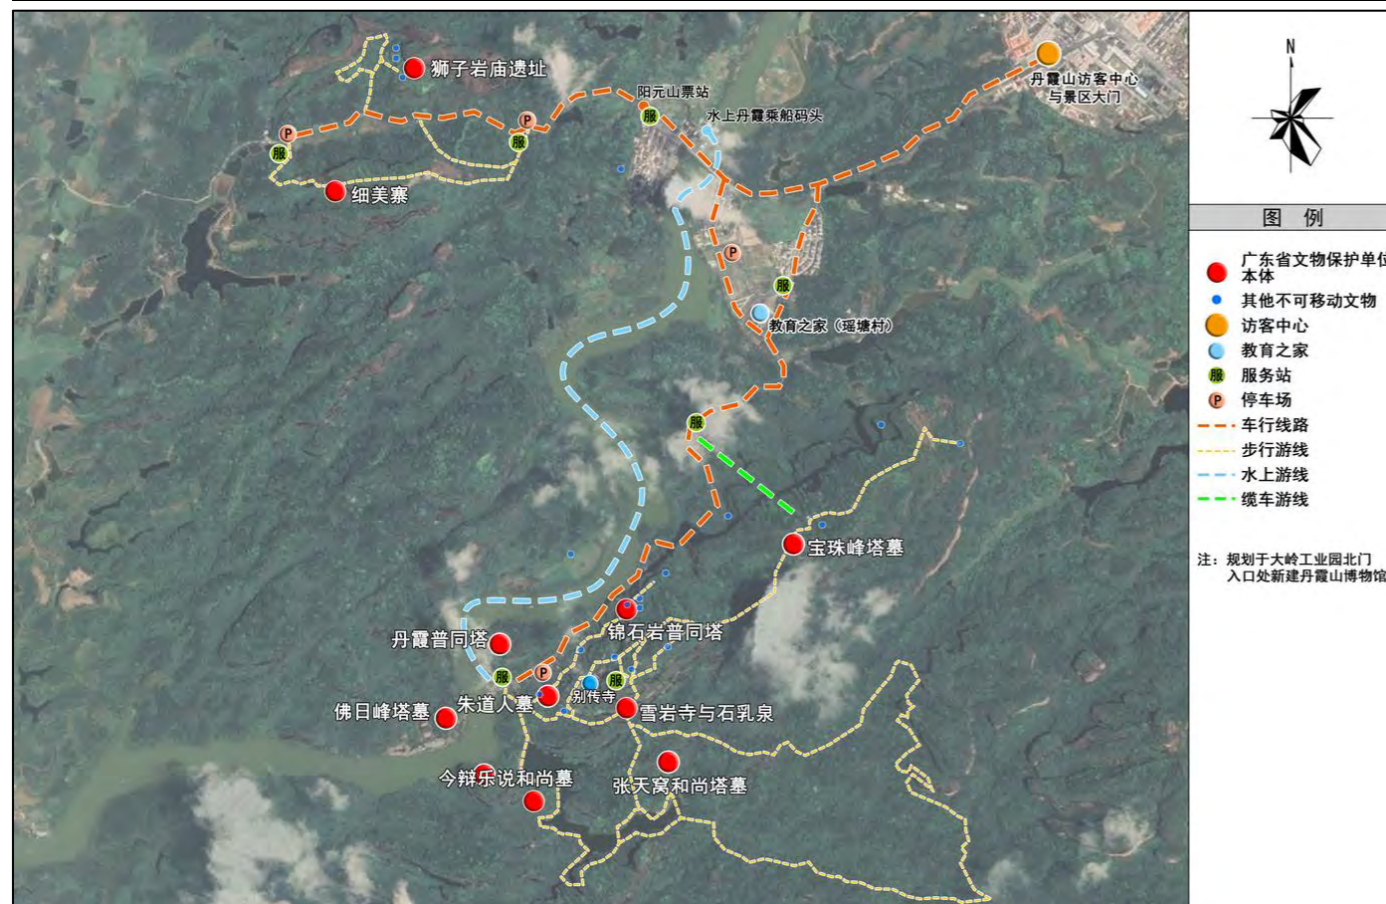 狮子岩庙遗址
丹霞山访客中心
与景区大门
N
阳元山票站
服
水上丹霞乘船码头
P
P
服
服
细美寨
图 例
P
服
广东省文物保护单位
本体
其他不可移动文物
教育之家（瑶塘村）
访客中心
教育之家
服 服务站
P 停车场
车行线路
服
步行游线
水上游线
缆车游线
宝珠峰塔墓
注：规划于大岭工业园北门
入口处新建丹霞山博物馆
锦石岩普同塔
丹霞普同塔
服
P
服
朱道人墓
别传寺
佛日峰塔墓
雪岩寺与石乳泉
今辩乐说和尚墓
张天窝和尚塔墓